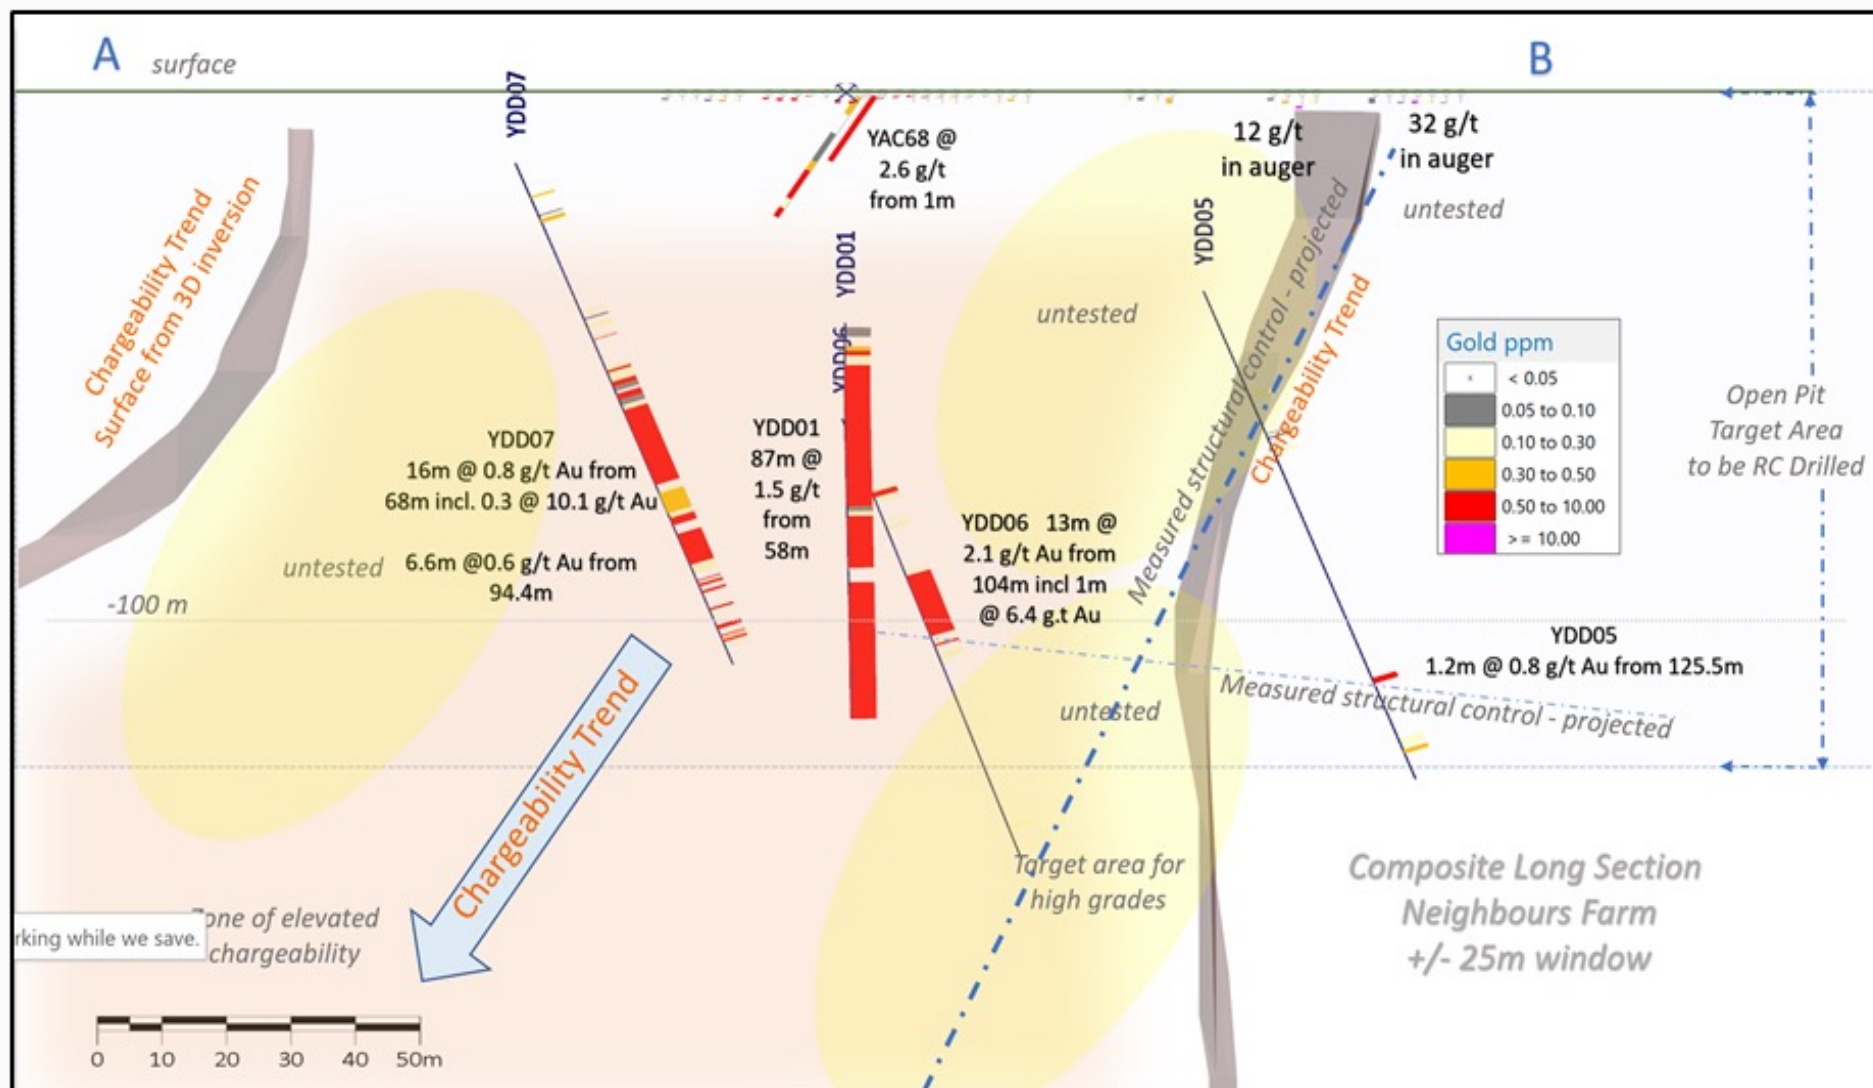 A
surface
B
YDD07
YAC68 @
2.6 g/t
from 1m
12 g/t
in auger
32 g/t
in auger
untested
Chargeability Trend
Surface from 3D inversion
YDD01
YDD06
YDD05
untested
Measured structural control - projected
Chargeability Trend
Gold ppm
x < 0.05
0.05 to 0.10
0.10 to 0.30
0.30 to 0.50
0.50 to 10.00
>= 10.00
Open Pit
Target Area
to be RC Drilled
YDD07
16m @ 0.8 g/t Au from
68m incl. 0.3 @ 10.1 g/t Au
6.6m @0.6 g/t Au from
94.4m
YDD01
87m @
1.5 g/t
from
58m
YDD06 13m @
2.1 g/t Au from
104m incl 1m
@ 6.4 g.t Au
untested
-100 m
YDD05
1.2m @ 0.8 g/t Au from 125.5m
Measured structural control - projected
untested
Chargeability Trend
Target area for
high grades
Composite Long Section
Neighbours Farm
+/- 25m window
Zone of elevated
chargeability
rking while we save.
0 10 20 30 40 50m